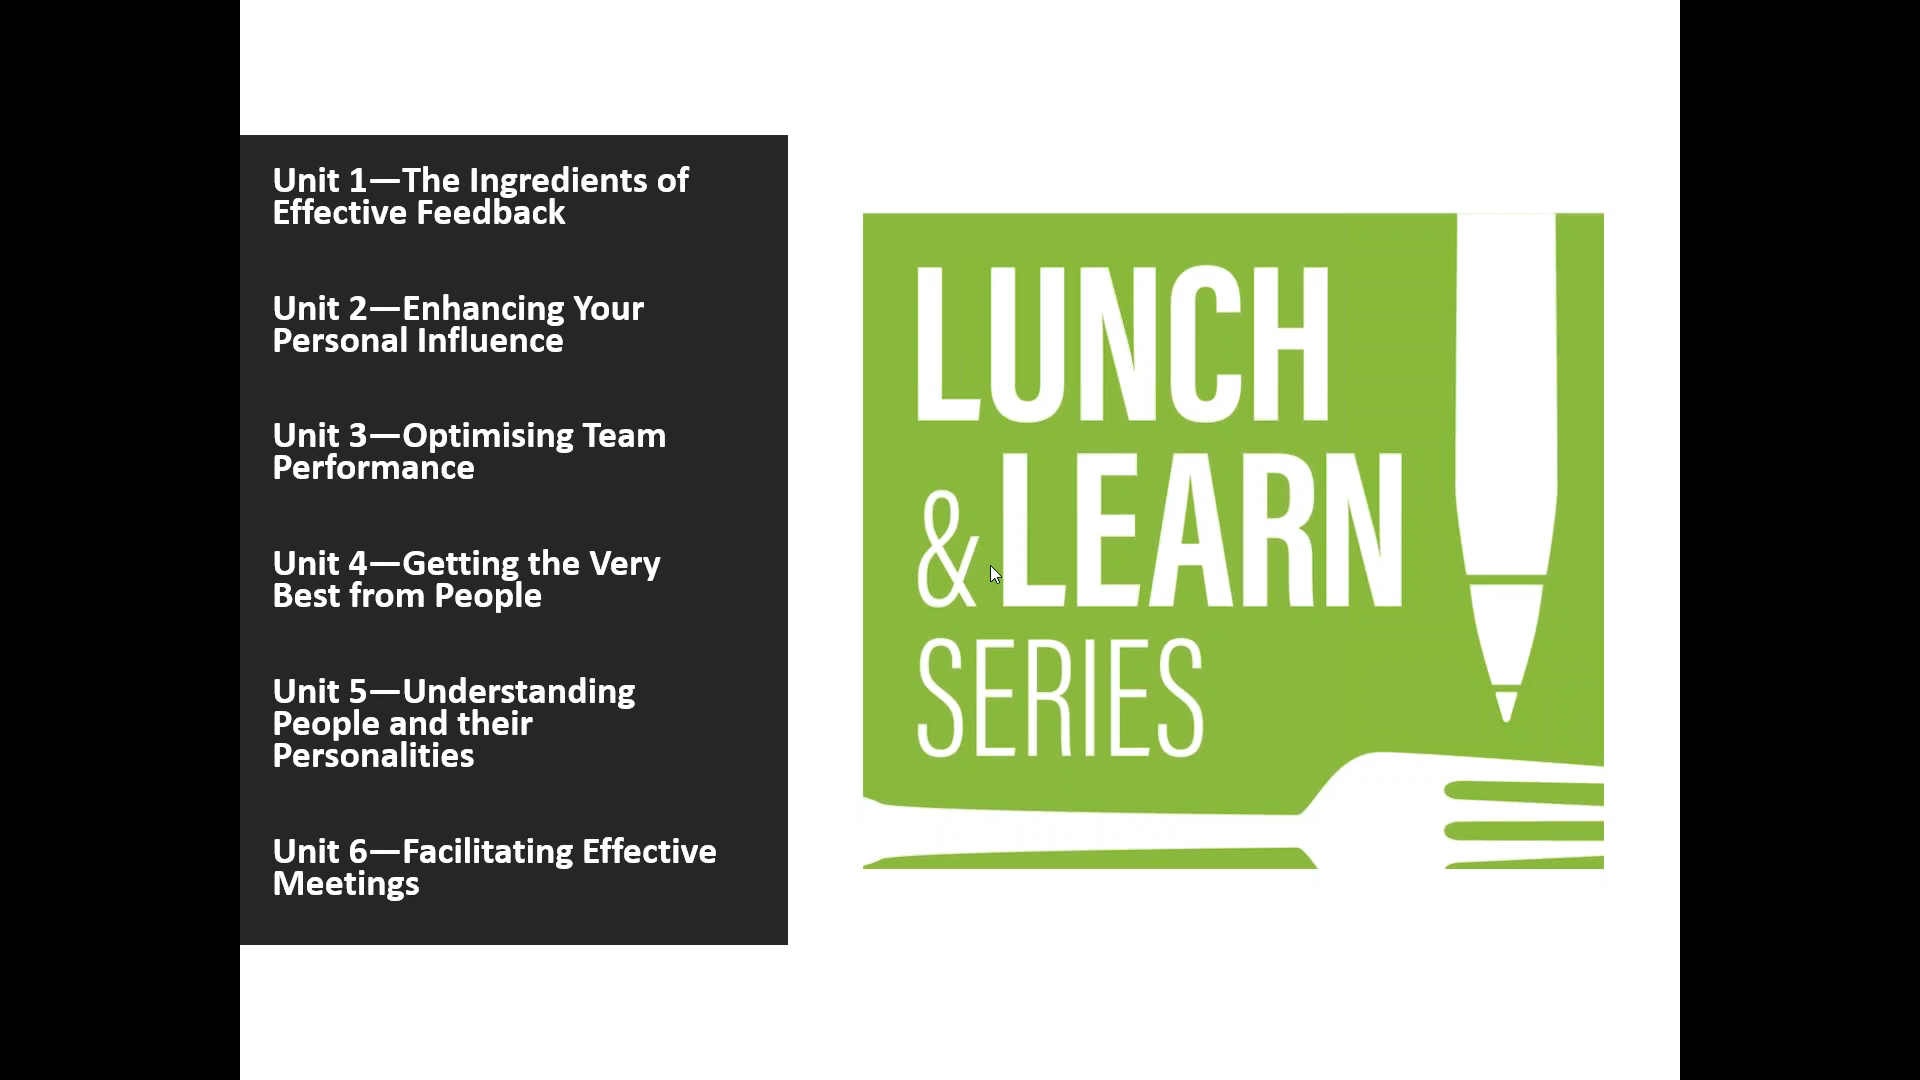 Unit 1—The Ingredients of
Effective Feedback
Unit 2—Enhancing Your
Personal Influence
Unit 3—Optimising Team
Performance
Unit 4—Getting the Very
Best from People
Unit 5—Understanding
People and their
Personalities
Unit 6—Facilitating Effective
Meetings
LUNCH
&LEARN
SERIES